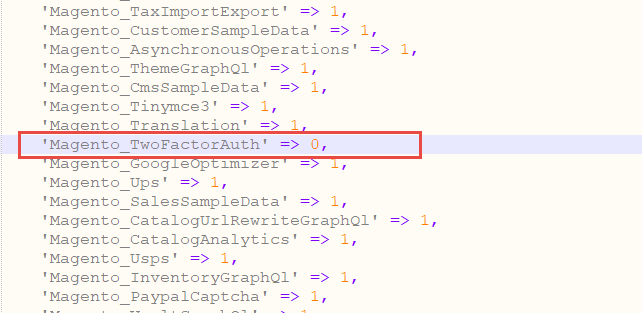 'Magento_TaxImportExport' => 1,
'Magento_CustomerSampleData' => 1,
'Magento_AsynchronousOperations' => 1,
'Magento_ThemeGraphQl' => 1,
'Magento_CmsSampleData' => 1,
'Magento_Tinymce3' => 1,
'Magento_Translation' => 1,
'Magento_TwoFactorAuth' => 0,
'Magento_GoogleOptimizer' => 1,
'Magento_Ups' => 1,
'Magento_SalesSampleData' => 1,
'Magento_CatalogUrlRewriteGraphQl' => 1,
'Magento_CatalogAnalytics' => 1,
'Magento_Usps' => 1,
'Magento_InventoryGraphQl' => 1,
'Magento_PaypalCaptcha' => 1,